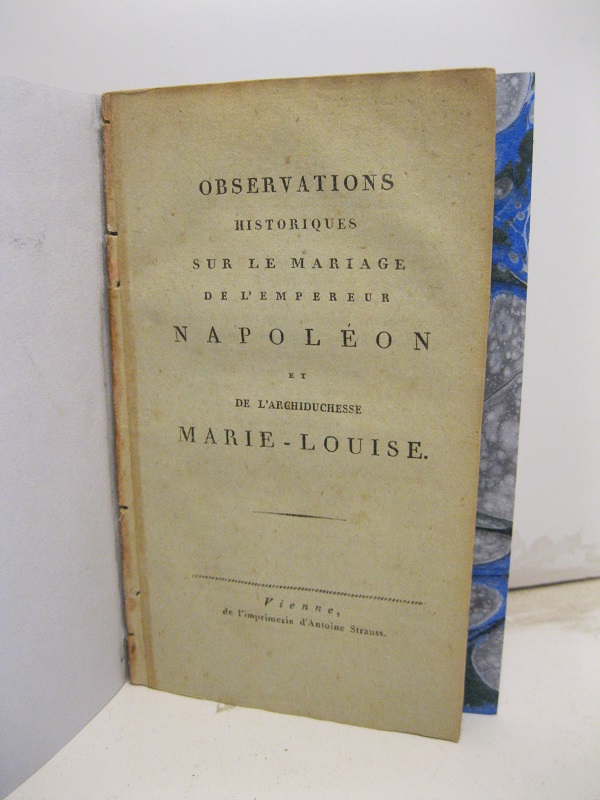 OBSERVATIONS
HISTORIQUES
SUR LE MARIAGE
DE L'EMPEREUR
NAPOLÉON
ET
DE L'ARCHIDUCHESSE
MARIE-LOUISE.
Vienne,
de l'imprimerie d'Antoine Strauss.